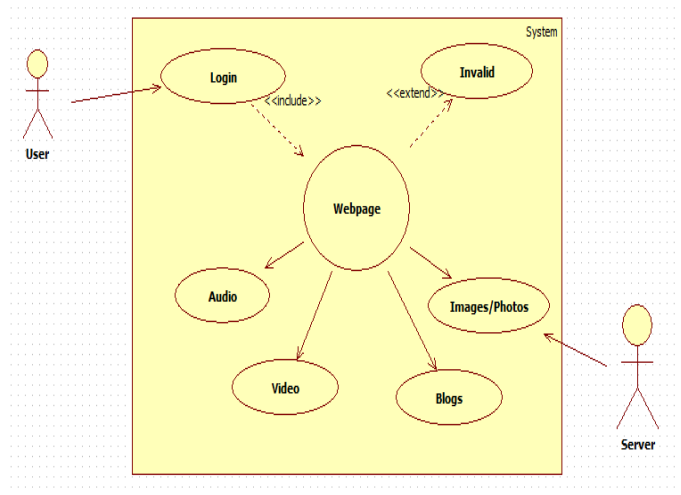 System
Login
Invalid
<<include>>
<<extend>>
User
Webpage
Audio
Images/Photos
Video
Blogs
Server